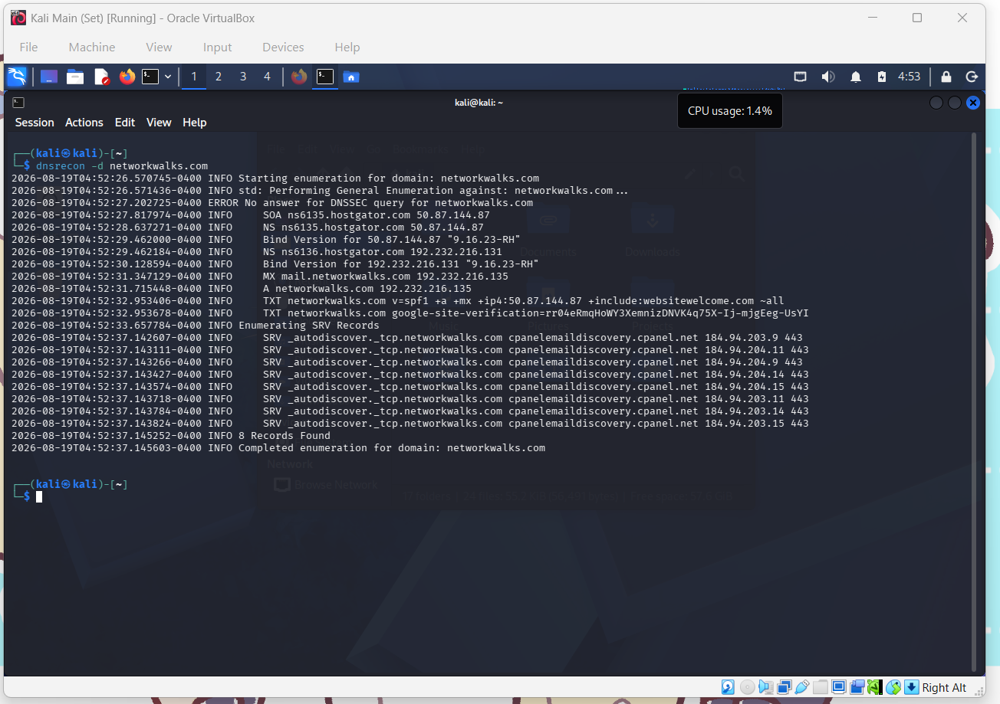 Kali Main (Set) [Running] - Oracle VirtualBox
File Machine View Input Devices Help
1 2 3 4 4:53
kali@kali: ~
CPU usage: 1.4%
Session Actions Edit View Help
File Edit View Go Bookmarks Help
┌──(kali㉿kali)-[~]
└─$ dnsrecon -d networkwalks.com
2026-08-19T04:52:26.570745-0400 INFO Starting enumeration for domain: networkwalks.com
2026-08-19T04:52:26.571436-0400 INFO std: Performing General Enumeration against: networkwalks.com...
2026-08-19T04:52:27.202725-0400 ERROR No answer for DNSSEC query for networkwalks.com
2026-08-19T04:52:27.817974-0400 INFO SOA ns6135.hostgator.com 50.87.144.87
2026-08-19T04:52:28.637271-0400 INFO NS ns6135.hostgator.com 50.87.144.87
2026-08-19T04:52:29.462000-0400 INFO Bind Version for 50.87.144.87 "9.16.23-RH"
2026-08-19T04:52:29.462184-0400 INFO NS ns6136.hostgator.com 192.232.216.131
Documents Downloads
2026-08-19T04:52:30.128594-0400 INFO Bind Version for 192.232.216.131 "9.16.23-RH"
2026-08-19T04:52:31.347129-0400 INFO MX mail.networkwalks.com 192.232.216.135
2026-08-19T04:52:31.715448-0400 INFO A networkwalks.com 192.232.216.135
2026-08-19T04:52:32.953406-0400 INFO TXT networkwalks.com v=spf1 +a +mx +ip4:50.87.144.87 +include:websitewelcome.com ~all
2026-08-19T04:52:32.953678-0400 INFO TXT networkwalks.com google-site-verification=rr04eRmqHoWY3XemnizDNVK4q75X-Ij-mjgEeg-UsYI
2026-08-19T04:52:33.657784-0400 INFO Enumerating SRV Records
Music Pictures Projects
2026-08-19T04:52:37.142607-0400 INFO SRV _autodiscover._tcp.networkwalks.com cpanelemaildiscovery.cpanel.net 184.94.203.9 443
2026-08-19T04:52:37.143111-0400 INFO SRV _autodiscover._tcp.networkwalks.com cpanelemaildiscovery.cpanel.net 184.94.204.11 443
2026-08-19T04:52:37.143266-0400 INFO SRV _autodiscover._tcp.networkwalks.com cpanelemaildiscovery.cpanel.net 184.94.204.9 443
2026-08-19T04:52:37.143427-0400 INFO SRV _autodiscover._tcp.networkwalks.com cpanelemaildiscovery.cpanel.net 184.94.204.14 443
2026-08-19T04:52:37.143574-0400 INFO SRV _autodiscover._tcp.networkwalks.com cpanelemaildiscovery.cpanel.net 184.94.204.15 443
2026-08-19T04:52:37.143718-0400 INFO SRV _autodiscover._tcp.networkwalks.com cpanelemaildiscovery.cpanel.net 184.94.203.11 443
2026-08-19T04:52:37.143784-0400 INFO SRV _autodiscover._tcp.networkwalks.com cpanelemaildiscovery.cpanel.net 184.94.203.14 443
2026-08-19T04:52:37.143824-0400 INFO SRV _autodiscover._tcp.networkwalks.com cpanelemaildiscovery.cpanel.net 184.94.203.15 443
2026-08-19T04:52:37.145252-0400 INFO 8 Records Found
2026-08-19T04:52:37.145603-0400 INFO Completed enumeration for domain: networkwalks.com
Network
Browse Network
┌──(kali㉿kali)-[~]
└─$
Right Alt